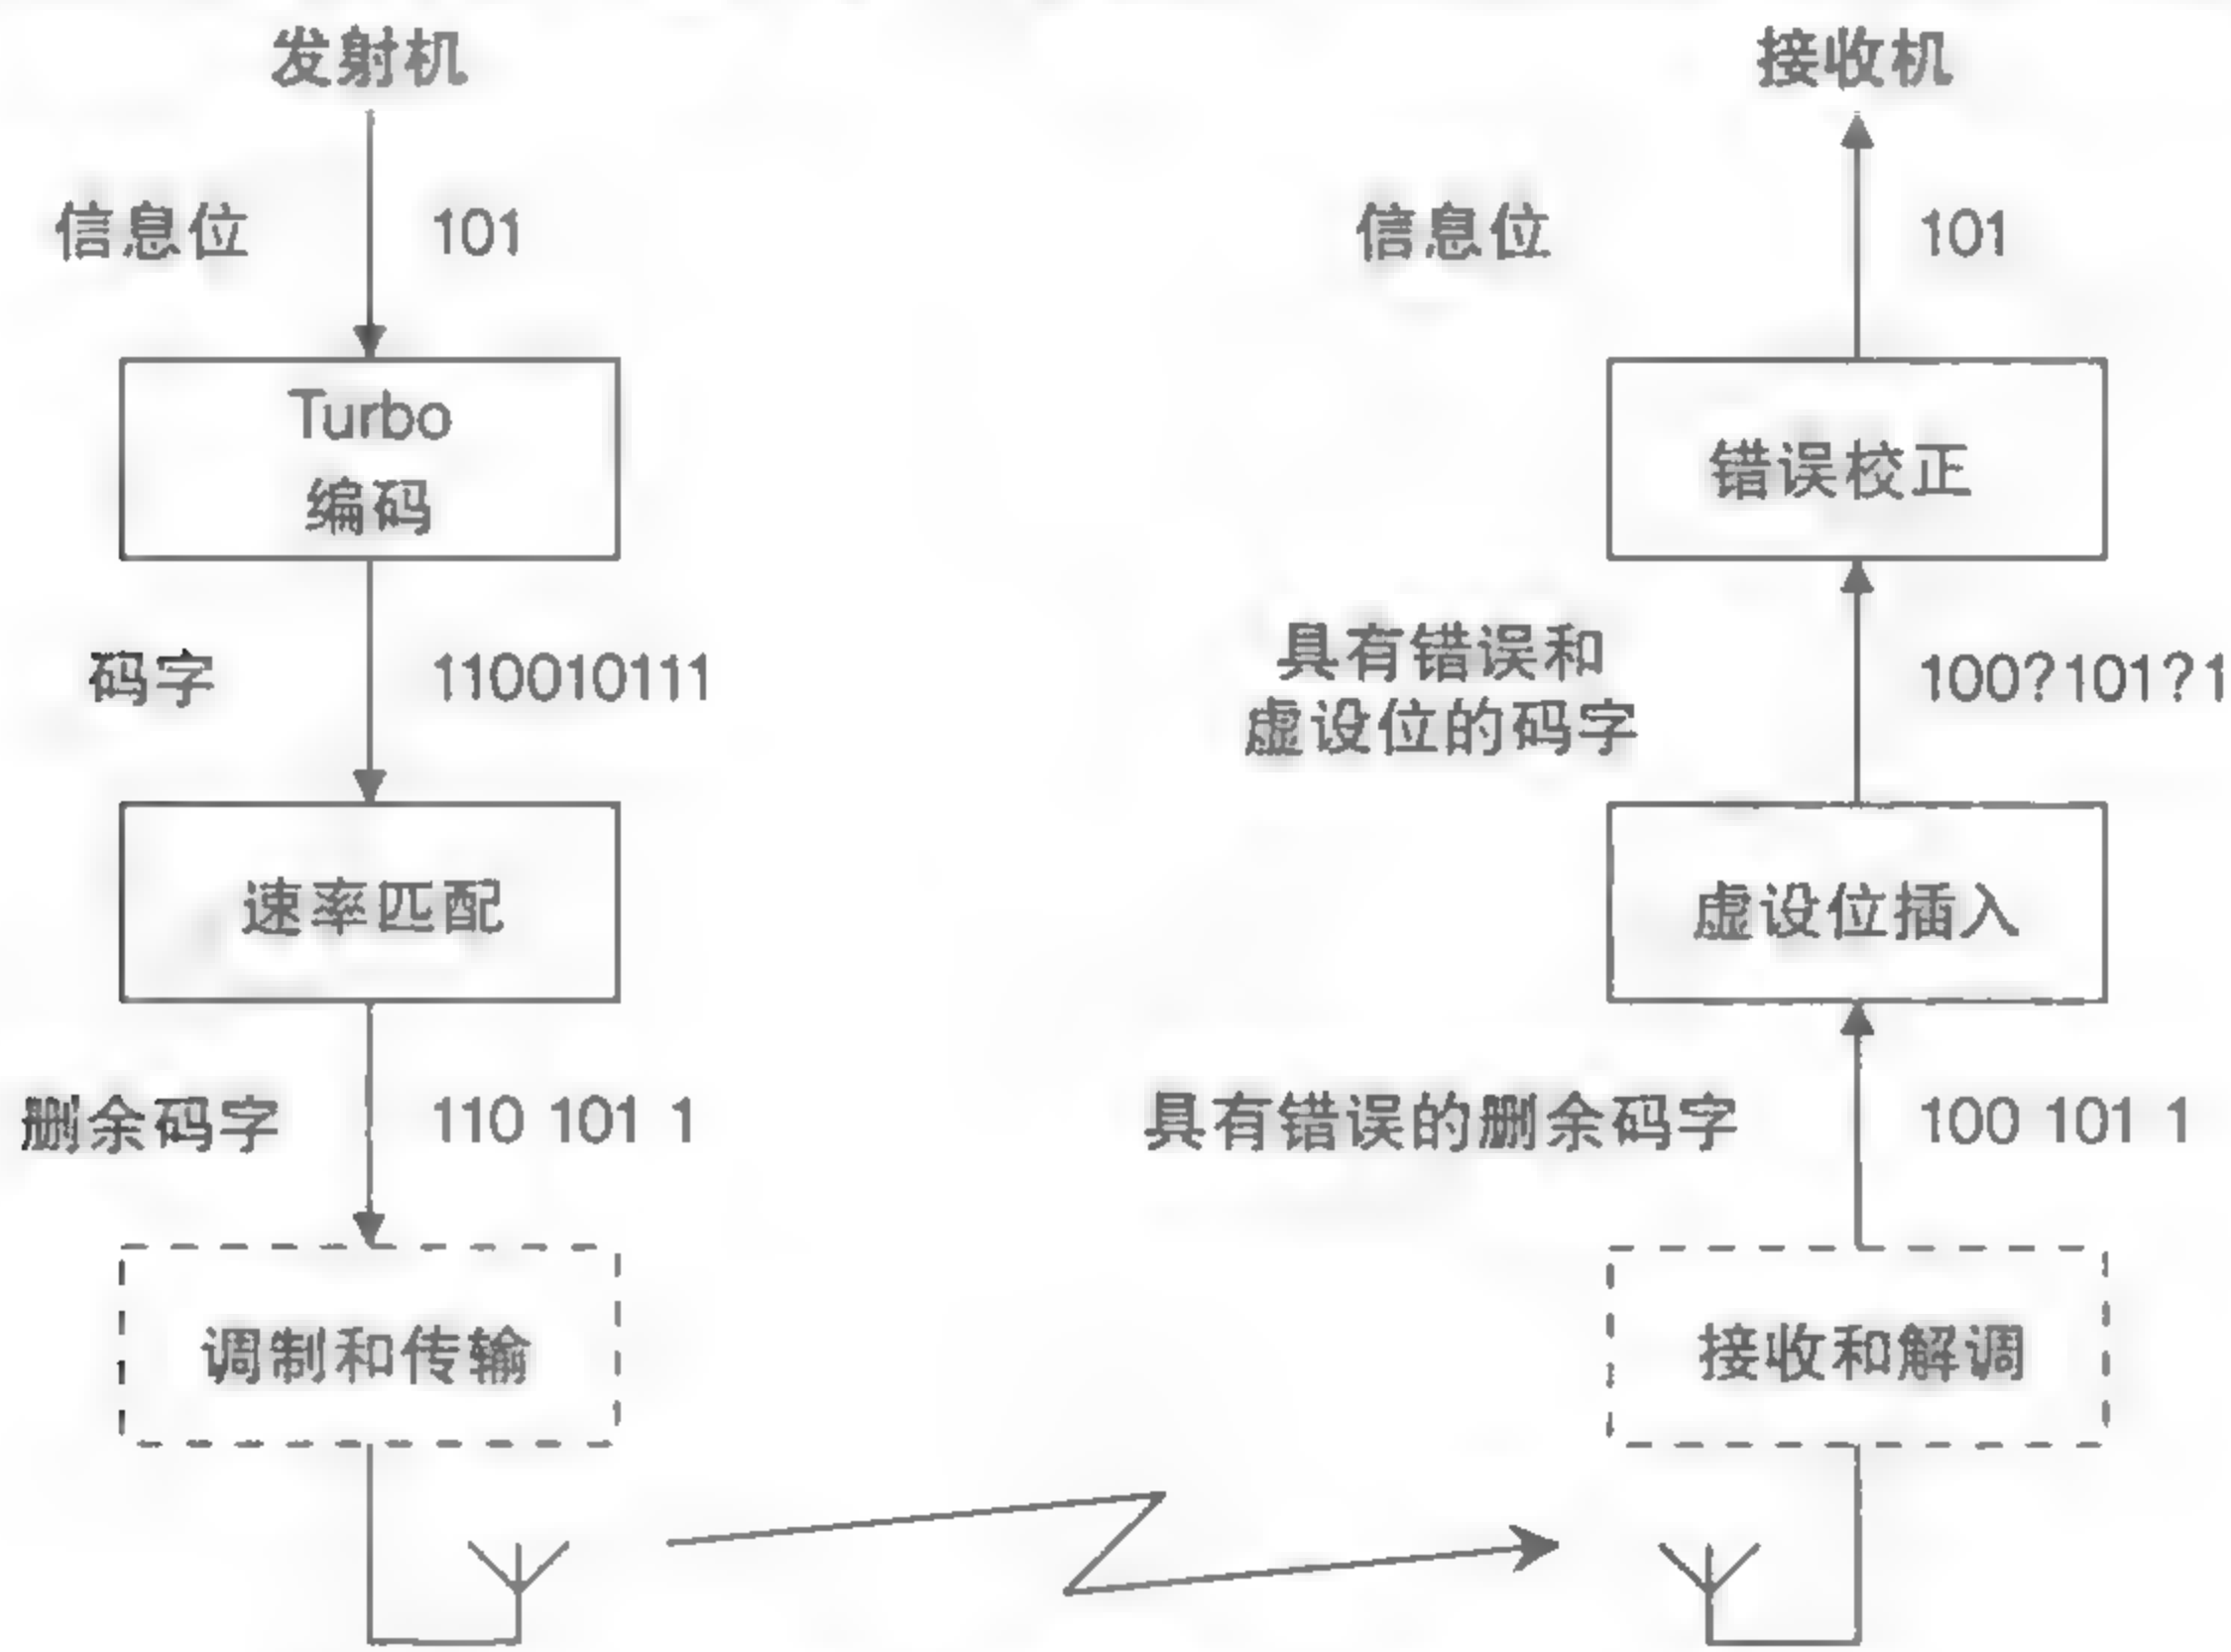 发射机
信息位 101
Turbo
编码
码字 110010111
速率匹配
删余码字 110 101 1
调制和传输
接收机
信息位 101
错误校正
具有错误和
虚设位的码字
100?101?1
虚设位插入
具有错误的删余码字 100 101 1
接收和解调